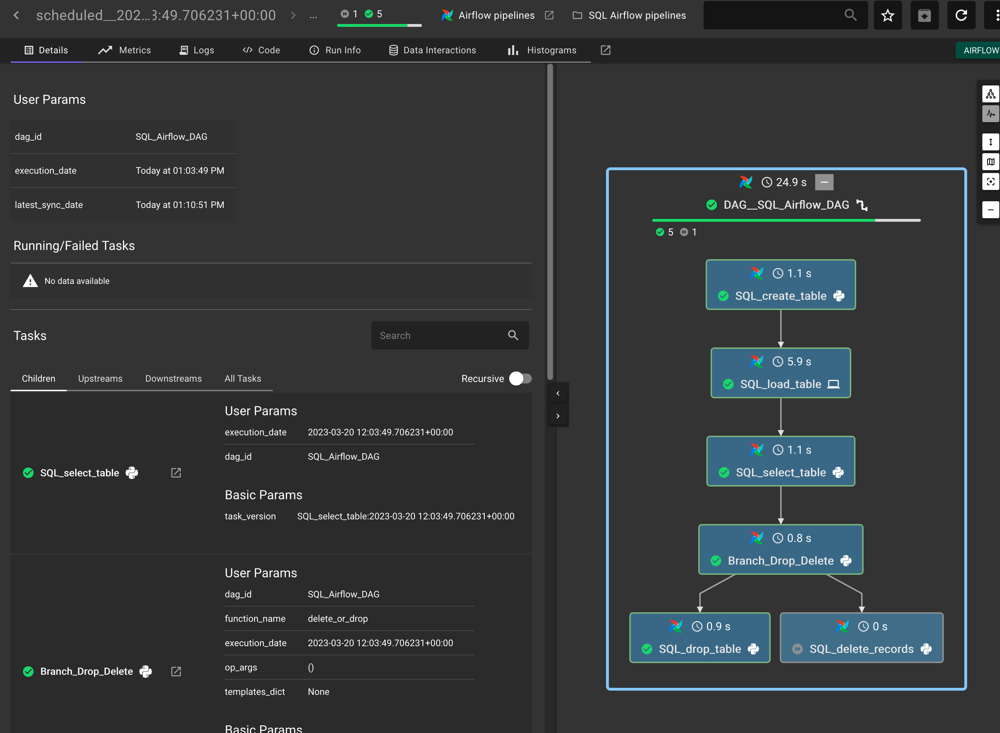 scheduled__202...3:49.706231+00:00 ... 1 5 Airflow pipelines SQL Airflow pipelines
Details Metrics Logs Code Run Info Data Interactions Histograms AIRFLOW
User Params
dag_id SQL_Airflow_DAG
execution_date Today at 01:03:49 PM
latest_sync_date Today at 01:10:51 PM
Running/Failed Tasks
No data available
Tasks
Search
Children Upstreams Downstreams All Tasks Recursive
User Params
execution_date 2023-03-20 12:03:49.706231+00:00
dag_id SQL_Airflow_DAG
SQL_select_table
Basic Params
task_version SQL_select_table:2023-03-20 12:03:49.706231+00:00
User Params
dag_id SQL_Airflow_DAG
function_name delete_or_drop
execution_date 2023-03-20 12:03:49.706231+00:00
op_args ()
Branch_Drop_Delete
templates_dict None
Basic Params
24.9 s
DAG__SQL_Airflow_DAG
5 1
1.1 s
SQL_create_table
5.9 s
SQL_load_table
1.1 s
SQL_select_table
0.8 s
Branch_Drop_Delete
0.9 s
SQL_drop_table
0 s
SQL_delete_records